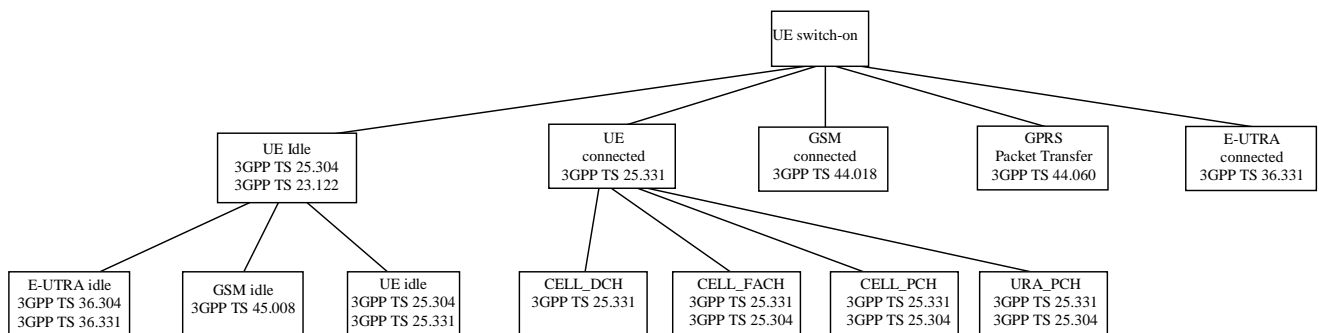 UE switch-on
UE Idle
3GPP TS 25.304
3GPP TS 23.122
UE
connected
3GPP TS 25.331
GSM
connected
3GPP TS 44.018
GPRS
Packet Transfer
3GPP TS 44.060
E-UTRA
connected
3GPP TS 36.331
E-UTRA idle
3GPP TS 36.304
3GPP TS 36.331
GSM idle
3GPP TS 45.008
UE idle
3GPP TS 25.304
3GPP TS 25.331
CELL_DCH
3GPP TS 25.331
CELL_FACH
3GPP TS 25.331
3GPP TS 25.304
CELL_PCH
3GPP TS 25.331
3GPP TS 25.304
URA_PCH
3GPP TS 25.331
3GPP TS 25.304